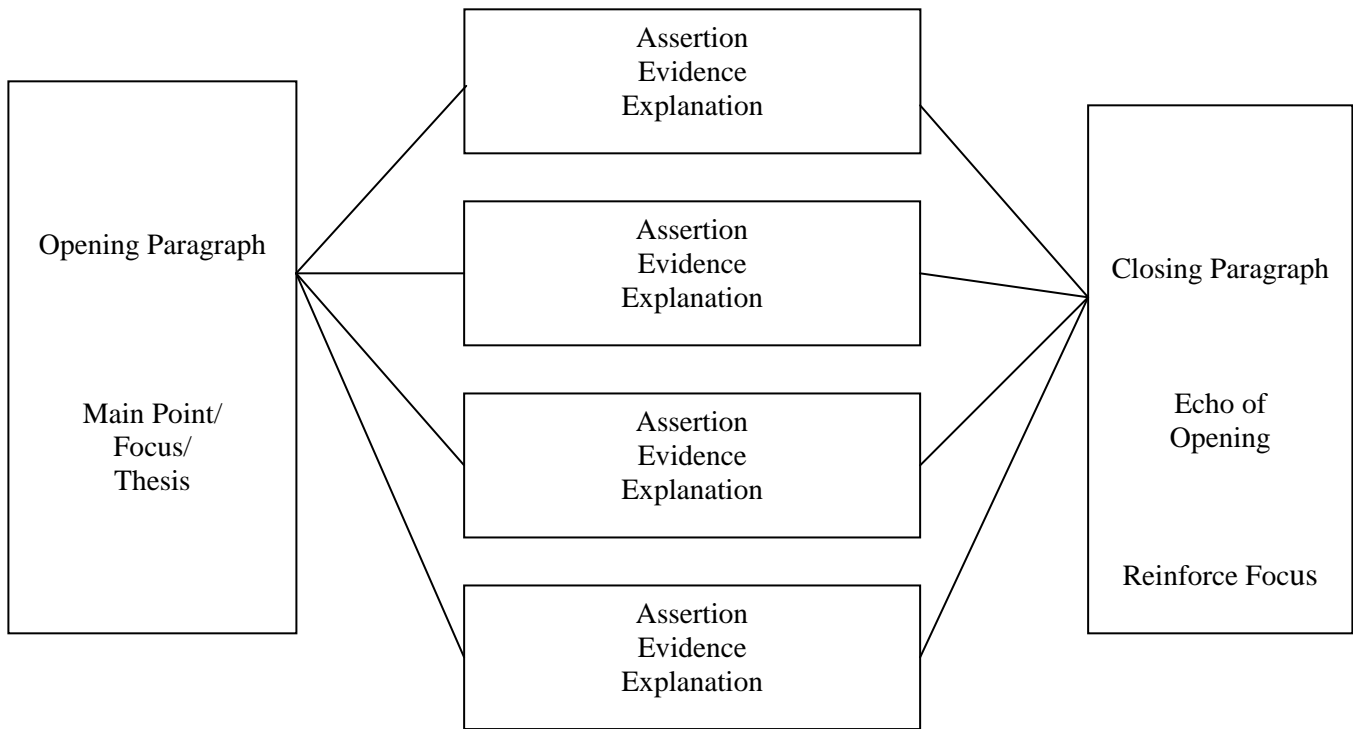 Opening Paragraph
Main Point/
Focus/
Thesis
Assertion
Evidence
Explanation
Assertion
Evidence
Explanation
Assertion
Evidence
Explanation
Assertion
Evidence
Explanation
Closing Paragraph
Echo of
Opening
Reinforce Focus